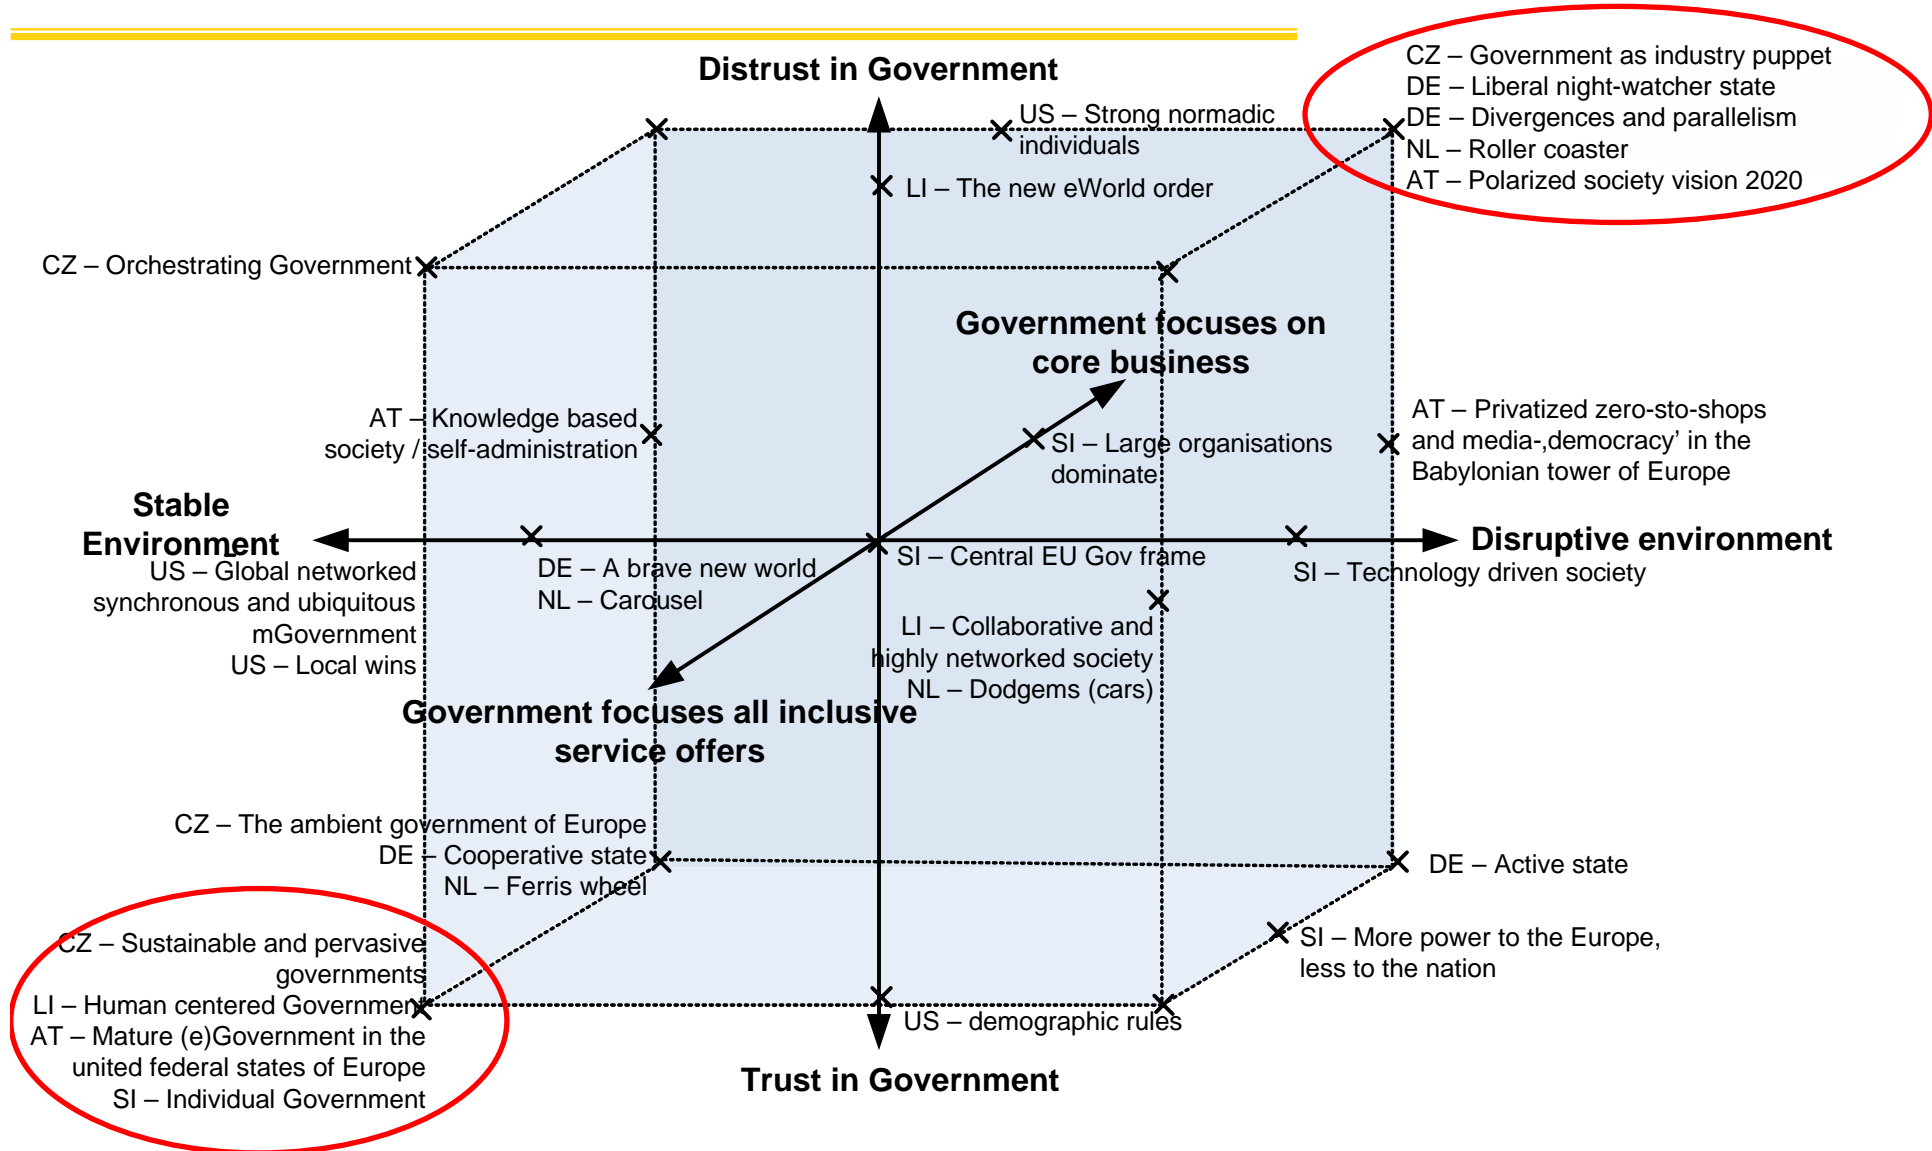 Distrust in Government
CZ – Government as industry puppet
DE – Liberal night-watcher state
DE – Divergences and parallelism
NL – Roller coaster
AT – Polarized society vision 2020
US – Strong normadic
individuals
LI – The new eWorld order
CZ – Orchestrating Government
Government focuses on
core business
AT – Knowledge based
society / self-administration
SI – Large organisations
dominate
AT – Privatized zero-sto-shops
and media-‚democracy’ in the
Babylonian tower of Europe
Stable
Environment
Disruptive environment
US – Global networked
synchronous and ubiquitous
mGovernment
US – Local wins
DE – A brave new world
NL – Carousel
SI – Central EU Gov frame
SI – Technology driven society
LI – Collaborative and
highly networked society
NL – Dodgems (cars)
Government focuses all inclusive
service offers
CZ – The ambient government of Europe
DE – Cooperative state
NL – Ferris wheel
DE – Active state
CZ – Sustainable and pervasive
governments
LI – Human centered Government
AT – Mature (e)Government in the
united federal states of Europe
SI – Individual Government
SI – More power to the Europe,
less to the nation
US – demographic rules
Trust in Government